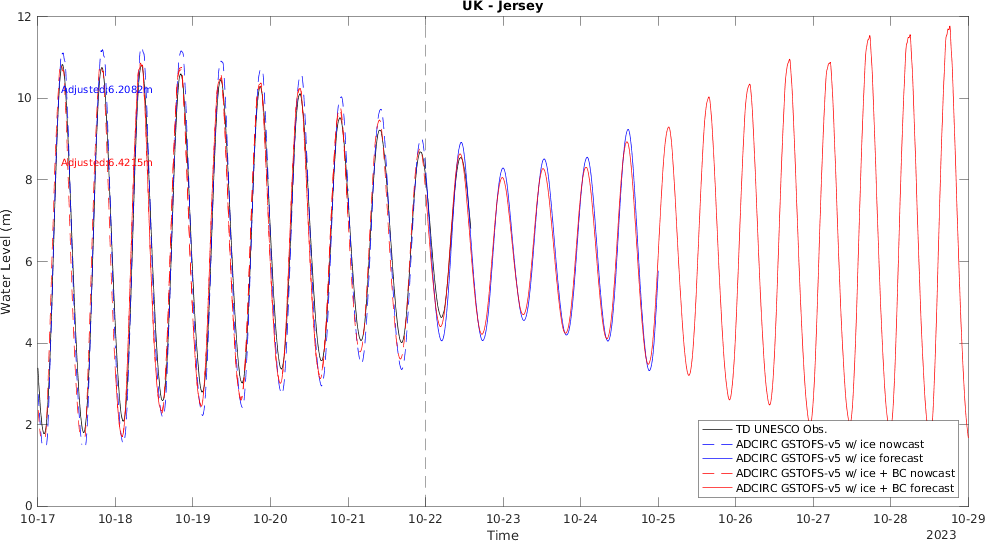 UK - Jersey
12
10
8
6
4
2
0
Water Level (m)
Adjusted:6.2082m
Adjusted:6.4215m
10-17
10-18
10-19
10-20
10-21
10-22
10-23
10-24
10-25
10-26
10-27
10-28
10-29
Time
2023
TD UNESCO Obs.
ADCIRC GSTOFS-v5 w/ ice nowcast
ADCIRC GSTOFS-v5 w/ ice forecast
ADCIRC GSTOFS-v5 w/ ice + BC nowcast
ADCIRC GSTOFS-v5 w/ ice + BC forecast